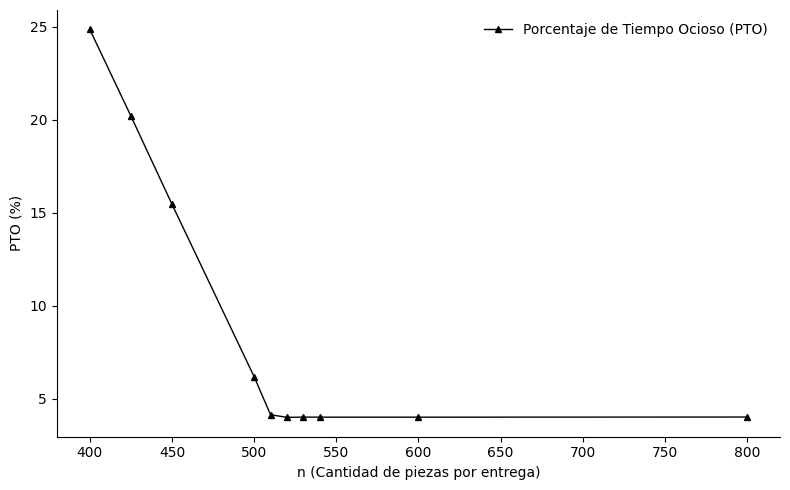 Porcentaje de Tiempo Ocioso (PTO)
25
20
15
10
5
PTO (%)
400 450 500 550 600 650 700 750 800
n (Cantidad de piezas por entrega)